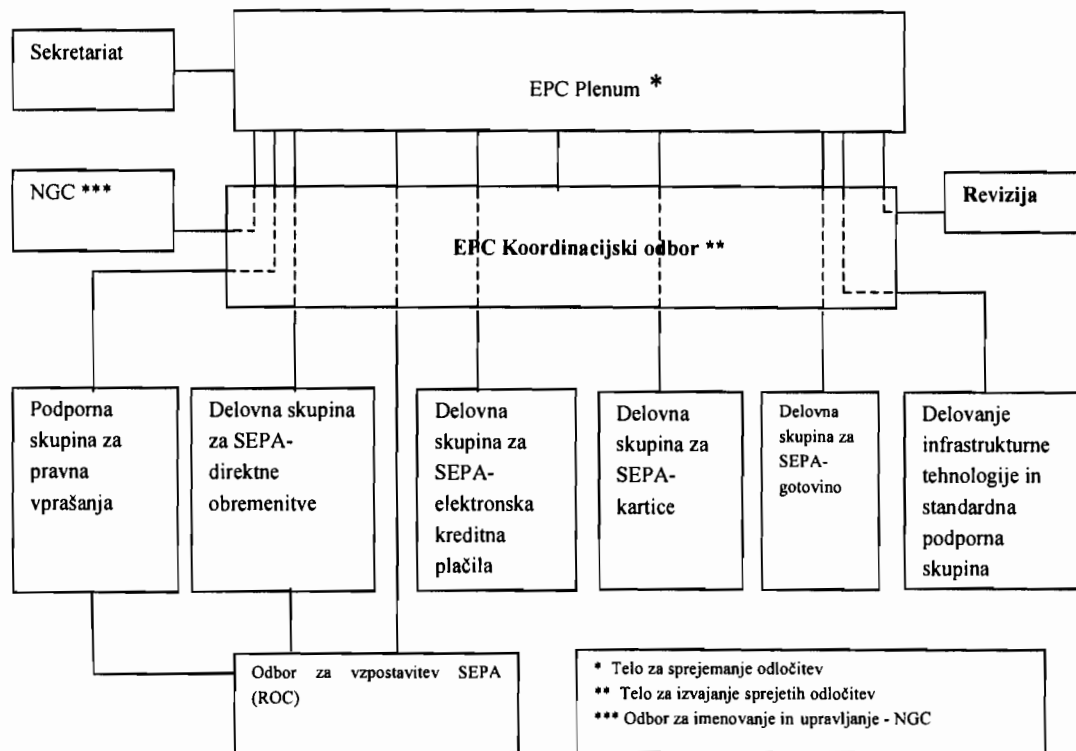 Sekretariat
EPC Plenum *
NGC ***
Revizija
EPC Koordinacijski odbor **
Podporna
skupina za
pravna
vprašanja
Delovna skupina
za SEPA-
direktne
obremenitve
Delovna
skupina za
SEPA-
elektronska
kreditna
plačila
Delovna
skupina za
SEPA-
kartice
Delovna
skupina za
SEPA-
gotovino
Delovanje
infrastrukturne
tehnologije in
standardna
podporna
skupina
Odbor za vzpostavitev SEPA
(ROC)
* Telo za sprejemanje odločitev
** Telo za izvajanje sprejetih odločitev
*** Odbor za imenovanje in upravljanje - NGC